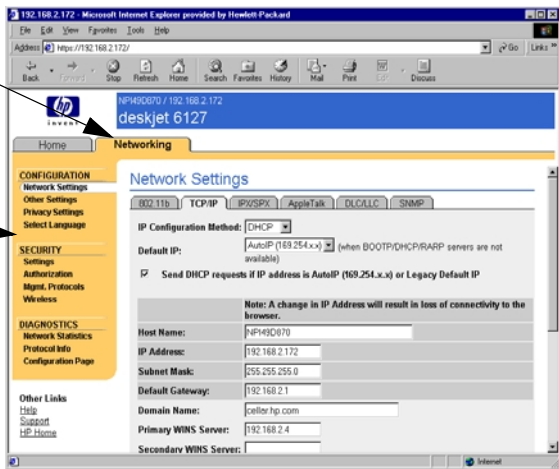 192.168.2.172 - Microsoft Internet Explorer provided by Hewlett-Packard
File Edit View Favorites Tools Help
Address https://192.168.2.172/ Go Links »
Back Forward Stop Refresh Home Search Favorites History Mail Print Edit Discuss
hp
invent
NPI49D870 / 192.168.2.172
deskjet 6127
Home Networking
CONFIGURATION
Network Settings
Other Settings
Privacy Settings
Select Language
SECURITY
Settings
Authorization
Mgmt. Protocols
Wireless
DIAGNOSTICS
Network Statistics
Protocol Info
Configuration Page
Other Links
Help
Support
HP Home
Network Settings
802.11b TCP/IP IPX/SPX AppleTalk DLC/LLC SNMP
IP Configuration Method: DHCP
Default IP: AutoIP (169.254.x.x) (when BOOTP/DHCP/RARP servers are not
available)
Send DHCP requests if IP address is AutoIP (169.254.x.x) or Legacy Default IP
Note: A change in IP Address will result in loss of connectivity to the
browser.
Host Name: NPI49D870
IP Address: 192.168.2.172
Subnet Mask: 255.255.255.0
Default Gateway: 192.168.2.1
Domain Name: celler.hp.com
Primary WINS Server: 192.168.2.4
Secondary WINS Server:
Internet